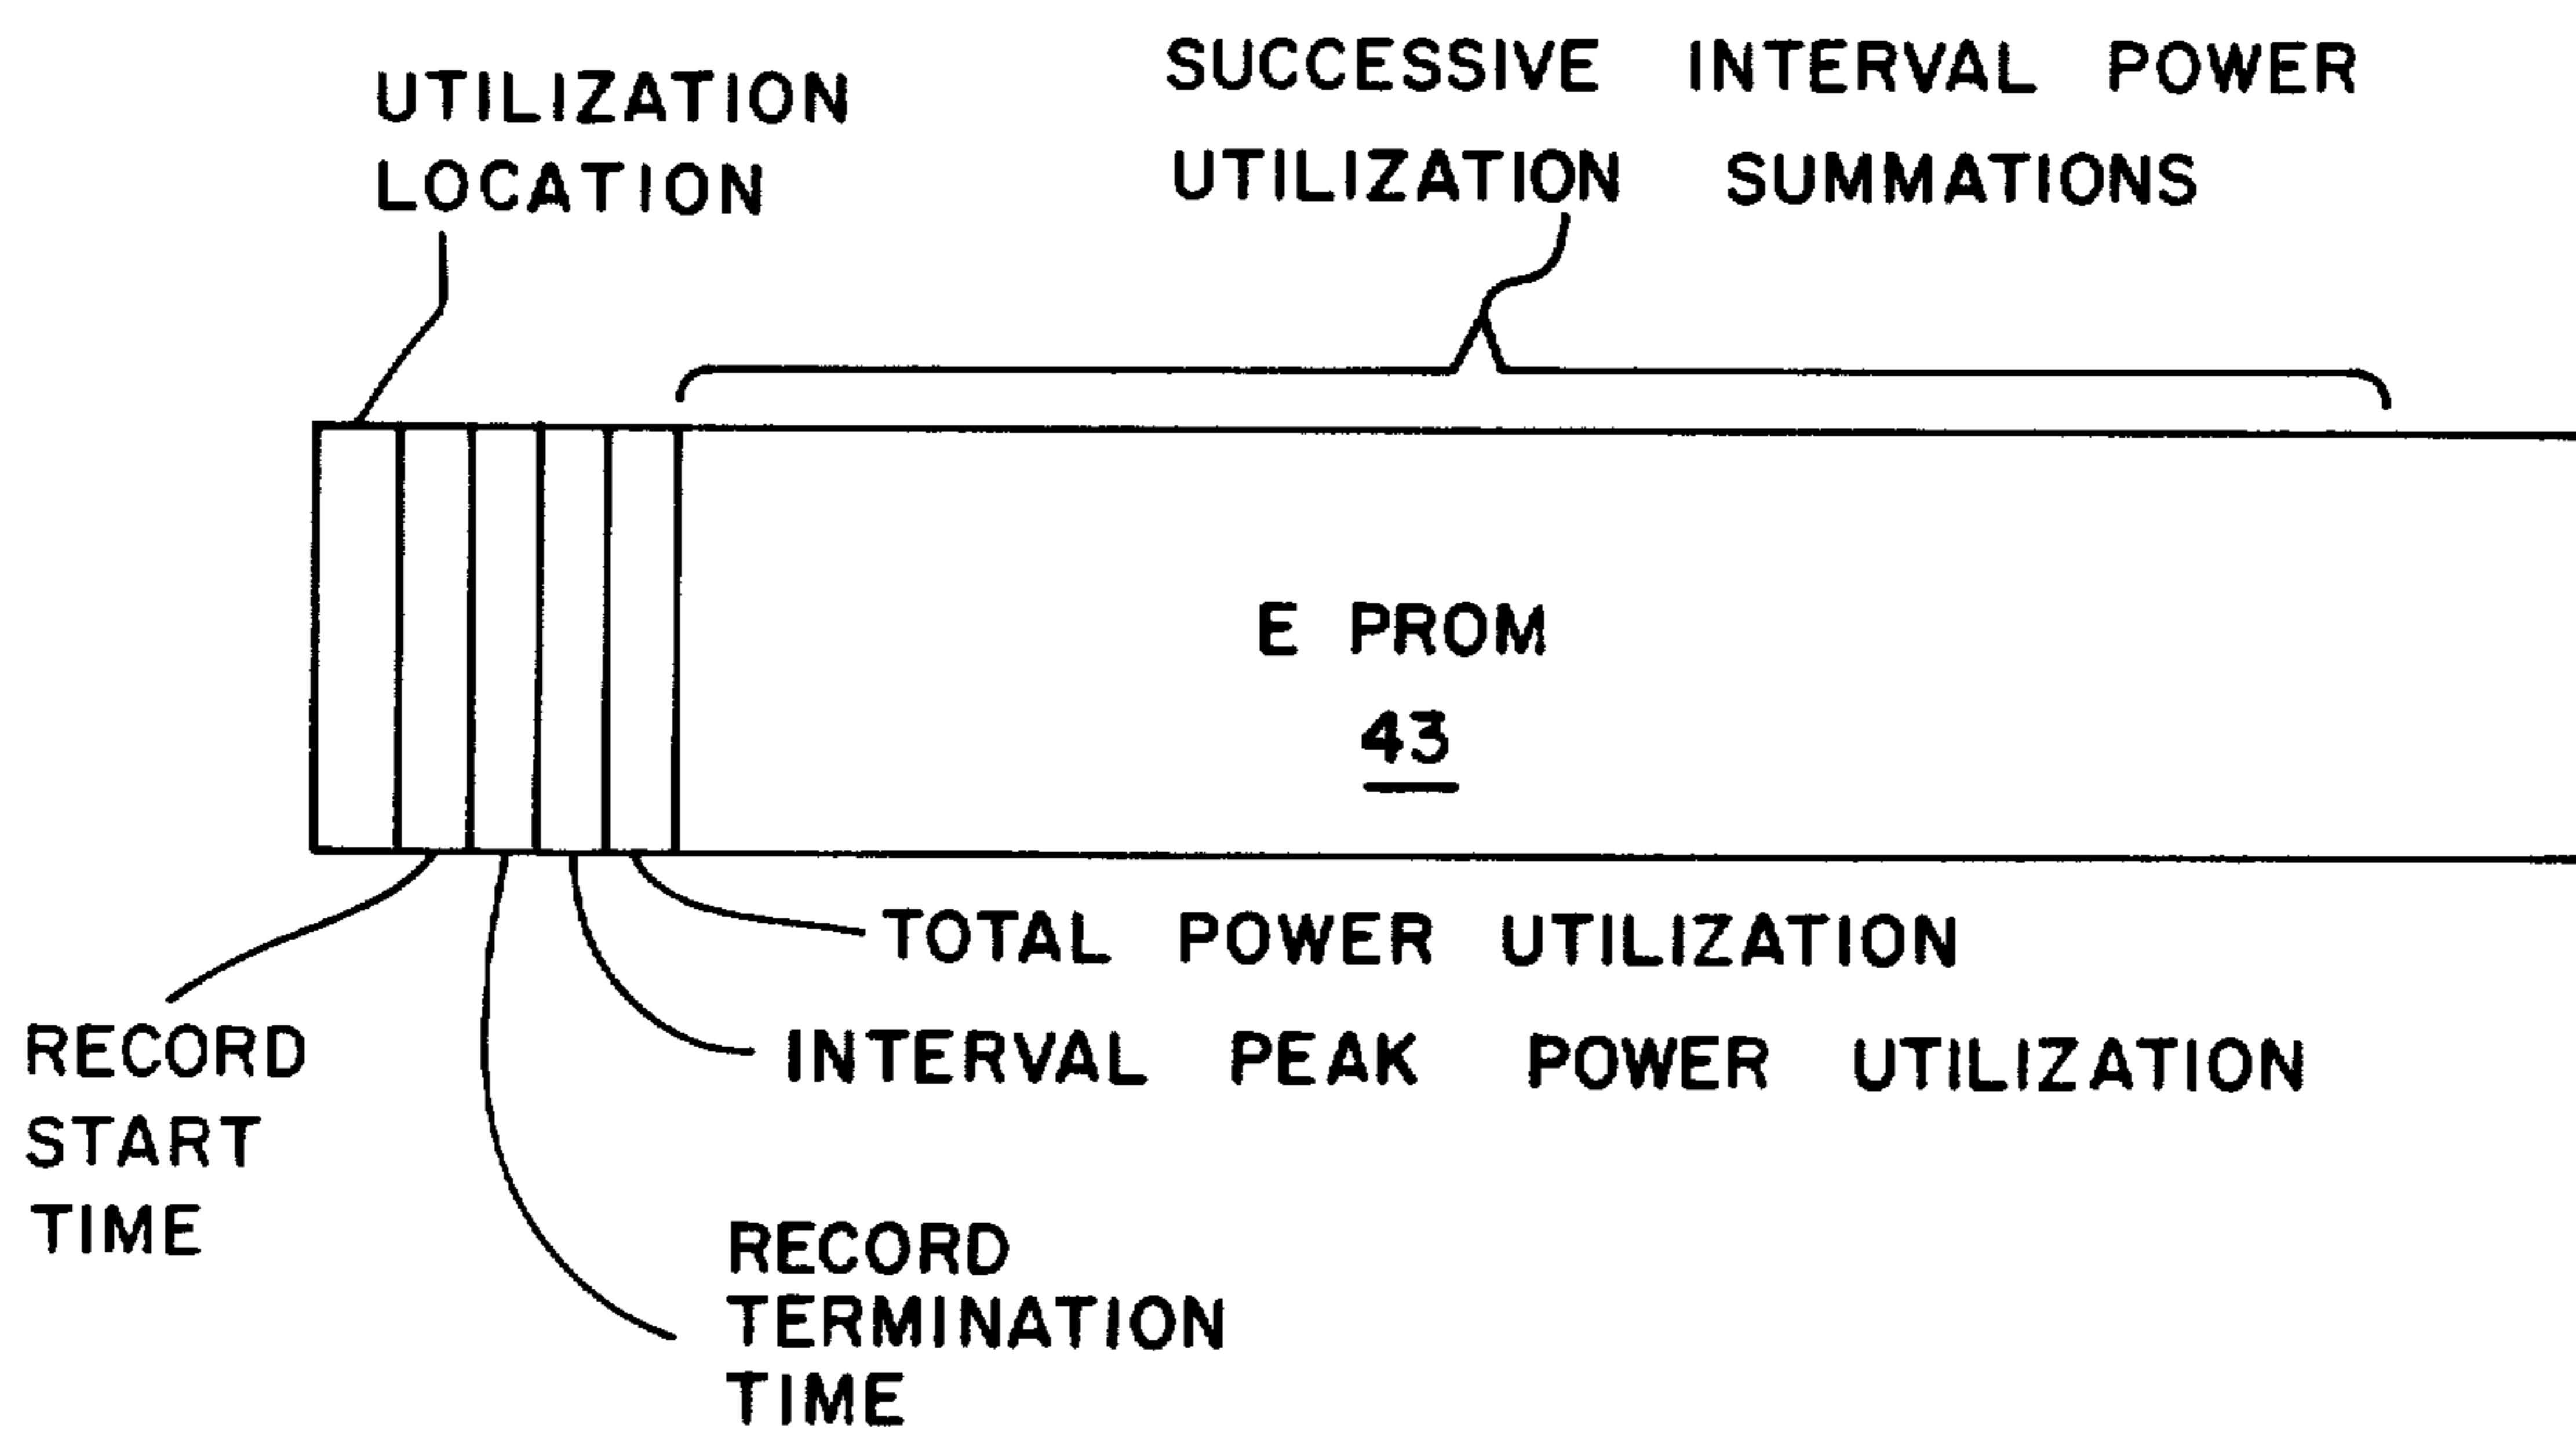 UTILIZATION
LOCATION
SUCCESSIVE INTERVAL POWER
UTILIZATION SUMMATIONS
E PROM
43
TOTAL POWER UTILIZATION
INTERVAL PEAK POWER UTILIZATION
RECORD
START
TIME
RECORD
TERMINATION
TIME